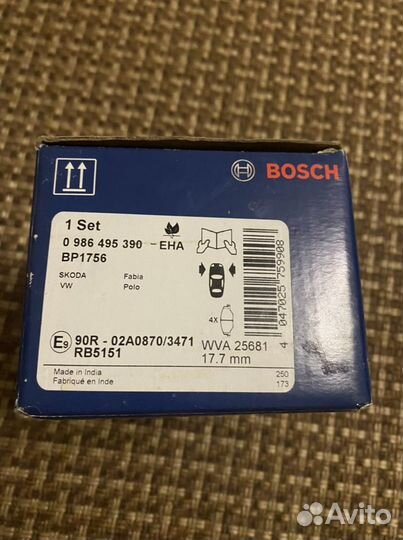 BOSCH
1 Set
0 986 495 390 - EHA
BP1756
SKODA Fabia
VW Polo
4X
4 047025 759908
E9 90R - 02A0870/3471
RB5151
WVA 25681
17.7 mm
Made in India
Fabriqué en Inde
250
173
Avito